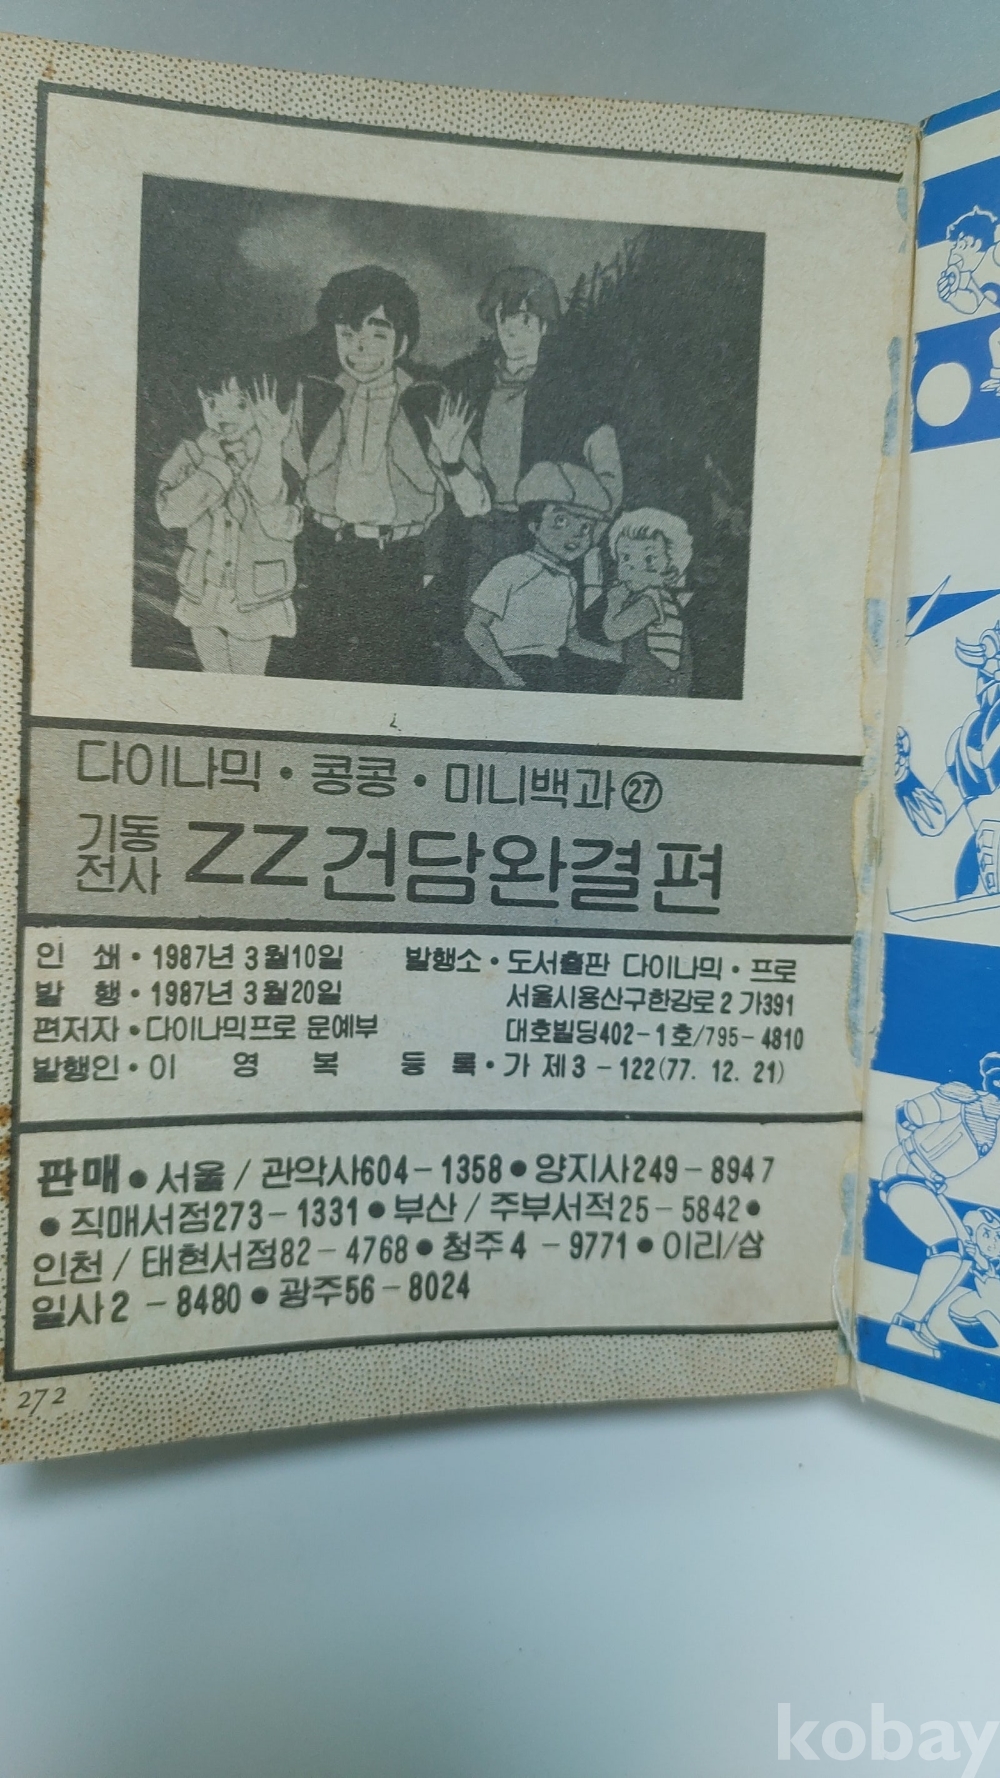 다이나믹 · 콩콩 · 미니백과㉗
기동
전사 ZZ건담완결편
인 쇄 · 1987년 3월10일 발행소 · 도서출판 다이나믹 · 프로
발 행 · 1987년 3월20일 서울시용산구한강로2가391
편저자 · 다이나믹프로 문예부 대호빌딩402-1호/795-4810
발행인 · 이 영 복 등 록 · 가 제3-122(77. 12. 21)
판매 ● 서울 / 관악사604-1358 ● 양지사249-8947
● 직매서점273-1331 ● 부산 / 주부서적25-5842 ●
인천 / 태현서점82-4768 ● 청주4-9771 ● 이리/삼
일사2-8480 ● 광주56-8024
272
kobay